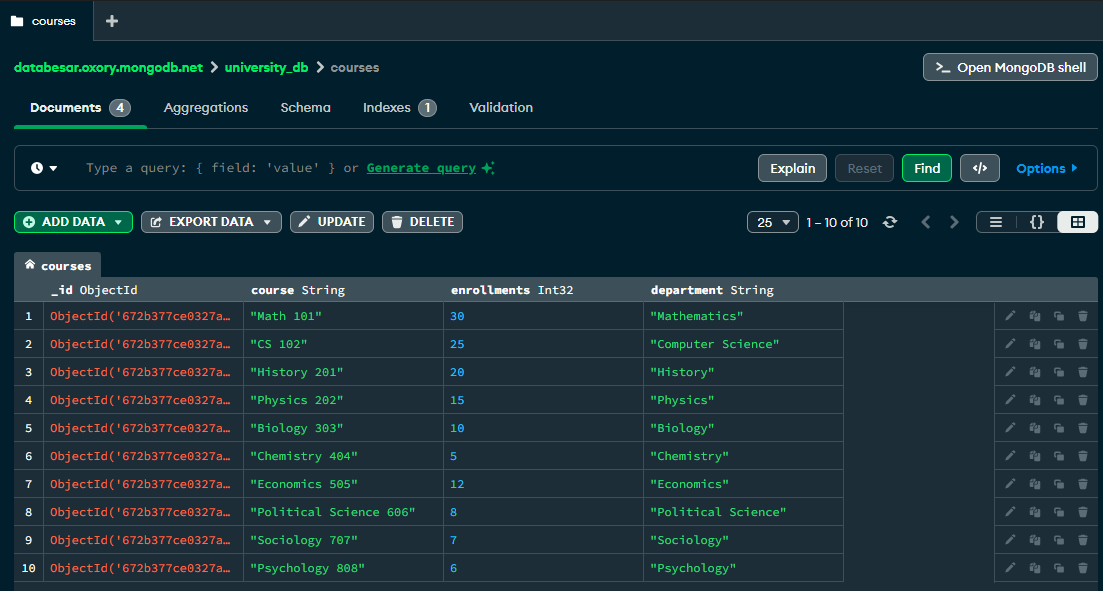 courses
databesar.oxory.mongodb.net > university_db > courses
>_ Open MongoDB shell
Documents 4 Aggregations Schema Indexes 1 Validation
Type a query: { field: 'value' } or Generate query
Explain Reset Find </> Options
ADD DATA EXPORT DATA UPDATE DELETE
25 1 – 10 of 10 {}
courses
_id ObjectId course String enrollments Int32 department String
1 ObjectId('672b377ce0327a… "Math 101" 30 "Mathematics"
2 ObjectId('672b377ce0327a… "CS 102" 25 "Computer Science"
3 ObjectId('672b377ce0327a… "History 201" 20 "History"
4 ObjectId('672b377ce0327a… "Physics 202" 15 "Physics"
5 ObjectId('672b377ce0327a… "Biology 303" 10 "Biology"
6 ObjectId('672b377ce0327a… "Chemistry 404" 5 "Chemistry"
7 ObjectId('672b377ce0327a… "Economics 505" 12 "Economics"
8 ObjectId('672b377ce0327a… "Political Science 606" 8 "Political Science"
9 ObjectId('672b377ce0327a… "Sociology 707" 7 "Sociology"
10 ObjectId('672b377ce0327a… "Psychology 808" 6 "Psychology"